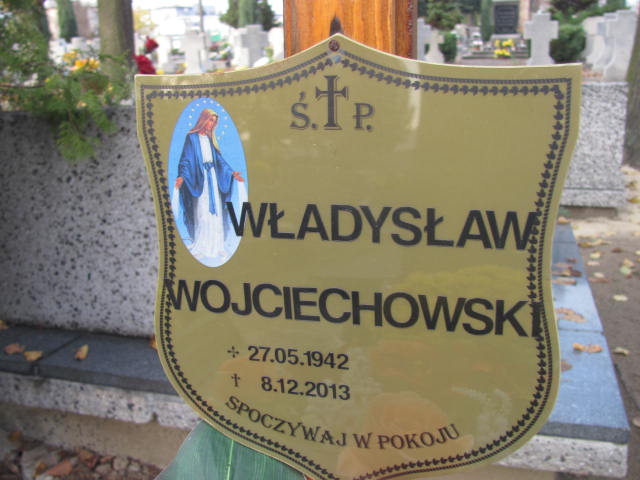 Ś.✝P.
WŁADYSŁAW
WOJCIECHOWSKI
✢ 27.05.1942
† 8.12.2013
SPOCZYWAJ W POKOJU